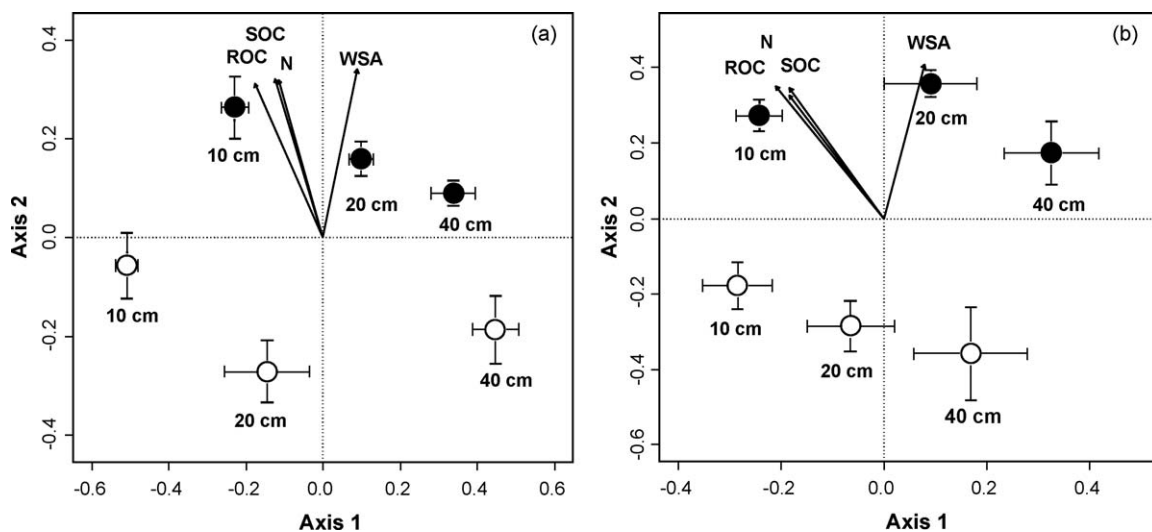 (a)
0.4
0.2
0.0
-0.2
-0.4
Axis 2
SOC
ROC N
WSA
10 cm
20 cm
40 cm
10 cm
20 cm
40 cm
-0.6 -0.4 -0.2 0.0 0.2 0.4 0.6
Axis 1
(b)
0.4
0.2
0.0
-0.2
-0.4
-0.6
Axis 2
N
ROC SOC
WSA
10 cm
20 cm
40 cm
10 cm
20 cm
40 cm
-0.4 -0.2 0.0 0.2 0.4
Axis 1